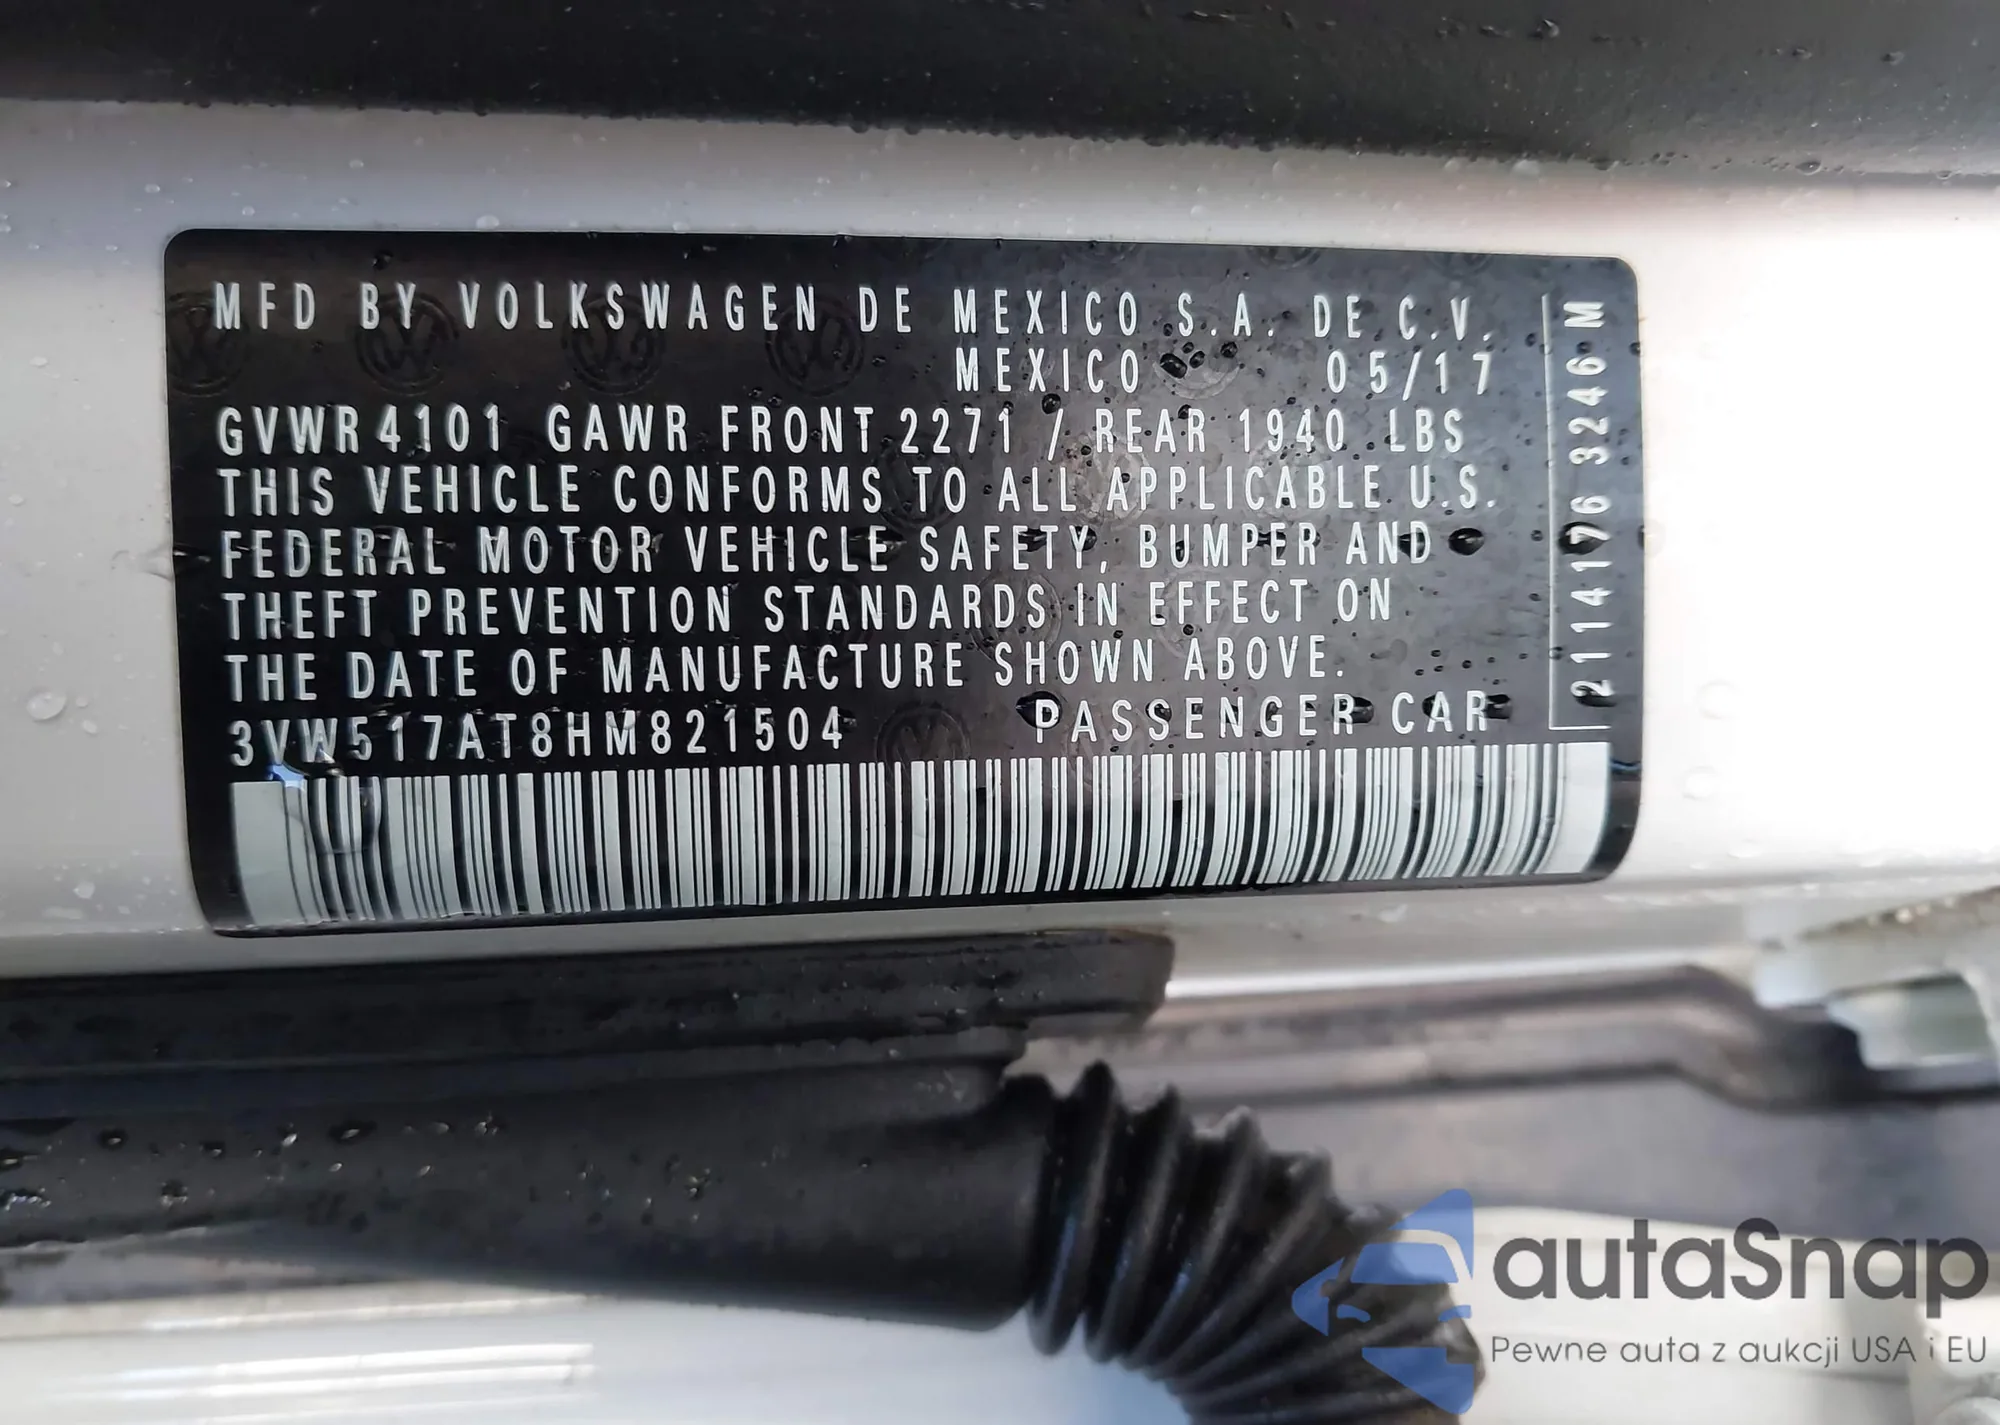 MFD BY VOLKSWAGEN DE MEXICO S.A. DE C.V.
MEXICO 05/17
GVWR 4101 GAWR FRONT 2271 / REAR 1940 LBS
THIS VEHICLE CONFORMS TO ALL APPLICABLE U.S.
FEDERAL MOTOR VEHICLE SAFETY, BUMPER AND
THEFT PREVENTION STANDARDS IN EFFECT ON
THE DATE OF MANUFACTURE SHOWN ABOVE.
3VW517AT8HM821504 PASSENGER CAR
2114176 3246 M
autaSnap
Pewne auta z aukcji USA i EU